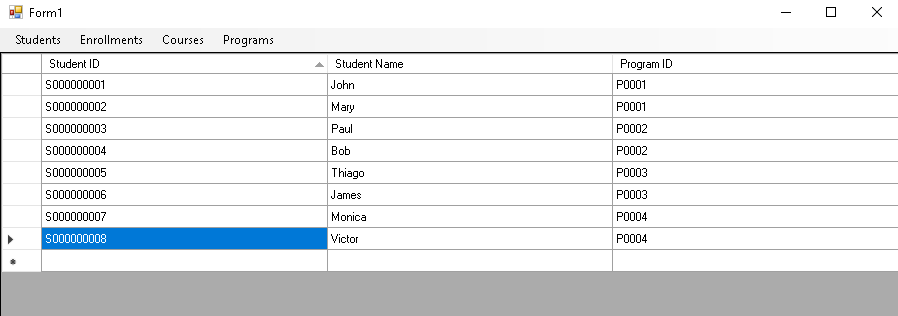 Form1
Students Enrollments Courses Programs
Student ID Student Name Program ID
S000000001 John P0001
S000000002 Mary P0001
S000000003 Paul P0002
S000000004 Bob P0002
S000000005 Thiago P0003
S000000006 James P0003
S000000007 Monica P0004
S000000008 Victor P0004